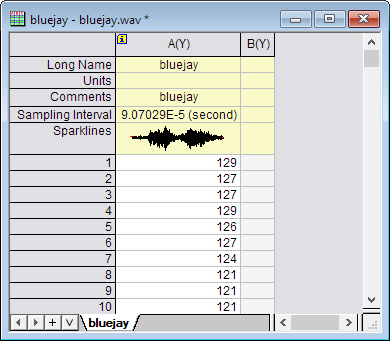 bluejay - bluejay.wav *
A(Y) B(Y)
Long Name bluejay
Units
Comments bluejay
Sampling Interval 9.07029E-5 (second)
Sparklines
1 129
2 127
3 127
4 129
5 126
6 127
7 124
8 121
9 121
10 121
bluejay